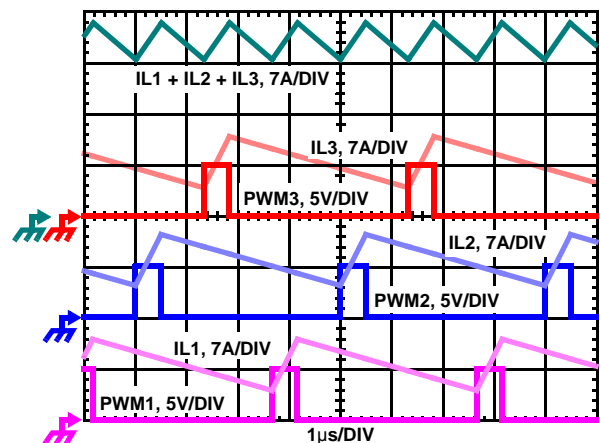 IL1 + IL2 + IL3, 7A/DIV
IL3, 7A/DIV
PWM3, 5V/DIV
IL2, 7A/DIV
PWM2, 5V/DIV
IL1, 7A/DIV
PWM1, 5V/DIV
1µs/DIV